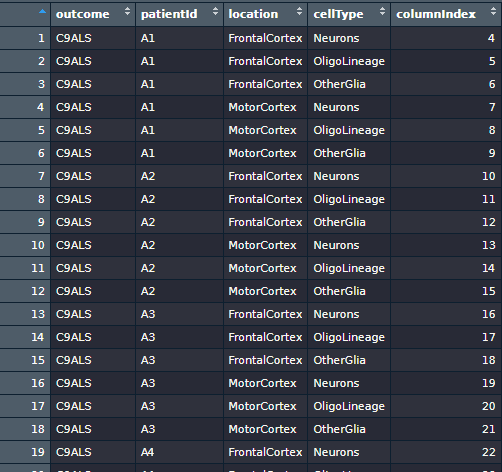 outcome patientId location cellType columnIndex
1 C9ALS A1 FrontalCortex Neurons 4
2 C9ALS A1 FrontalCortex OligoLineage 5
3 C9ALS A1 FrontalCortex OtherGlia 6
4 C9ALS A1 MotorCortex Neurons 7
5 C9ALS A1 MotorCortex OligoLineage 8
6 C9ALS A1 MotorCortex OtherGlia 9
7 C9ALS A2 FrontalCortex Neurons 10
8 C9ALS A2 FrontalCortex OligoLineage 11
9 C9ALS A2 FrontalCortex OtherGlia 12
10 C9ALS A2 MotorCortex Neurons 13
11 C9ALS A2 MotorCortex OligoLineage 14
12 C9ALS A2 MotorCortex OtherGlia 15
13 C9ALS A3 FrontalCortex Neurons 16
14 C9ALS A3 FrontalCortex OligoLineage 17
15 C9ALS A3 FrontalCortex OtherGlia 18
16 C9ALS A3 MotorCortex Neurons 19
17 C9ALS A3 MotorCortex OligoLineage 20
18 C9ALS A3 MotorCortex OtherGlia 21
19 C9ALS A4 FrontalCortex Neurons 22